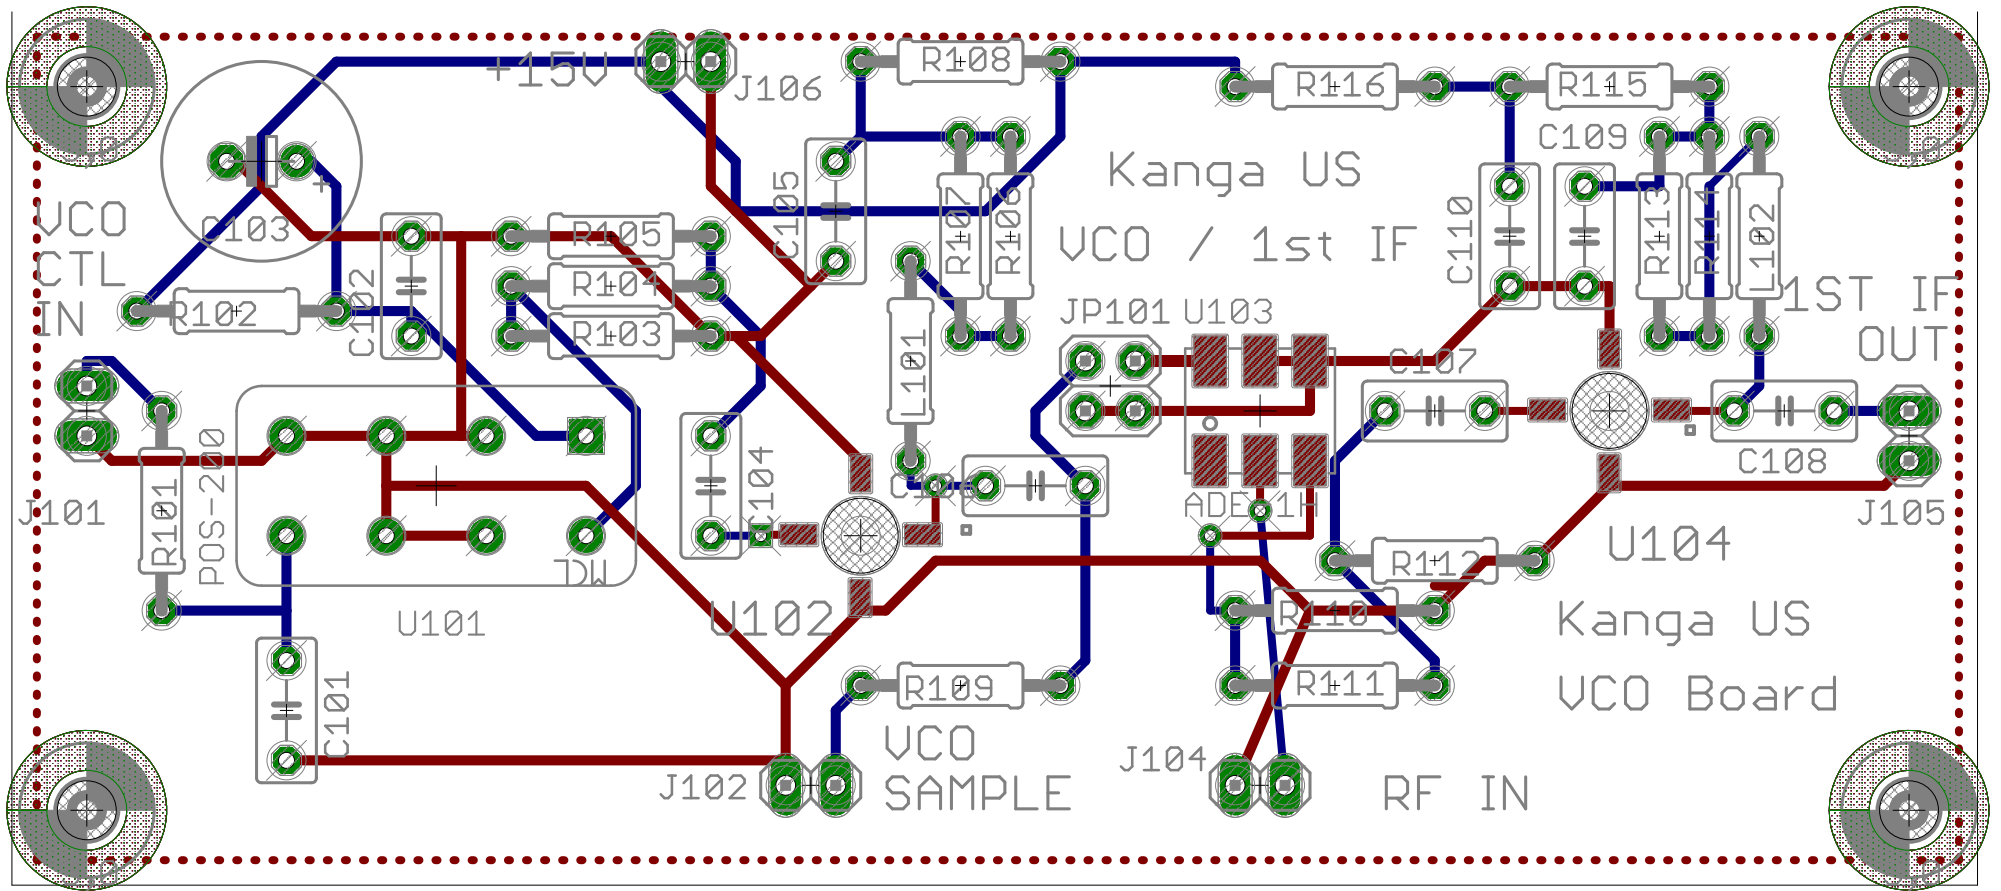 +15V
J106
R108
R116
R115
C109
Kanga US
VCO / 1st IF
VCO
CTL
IN
C103
R102
C102
R105
R104
R103
C105
R107
R106
L101
C110
R113
R114
L102
1ST IF
OUT
JP101
U103
C107
C108
J105
J101
R101
POS-200
MCL
U101
C104
U102
ADE-1H
U104
R112
R110
R111
Kanga US
VCO Board
C101
R109
J102
VCO
SAMPLE
J104
RF IN